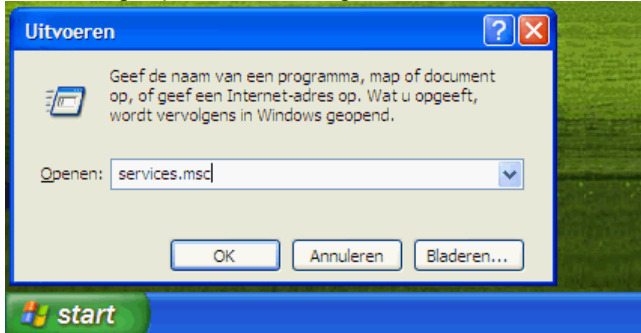 Uitvoeren
Geef de naam van een programma, map of document
op, of geef een Internet-adres op. Wat u opgeeft,
wordt vervolgens in Windows geopend.
Openen: services.msc
OK Annuleren Bladeren...
start